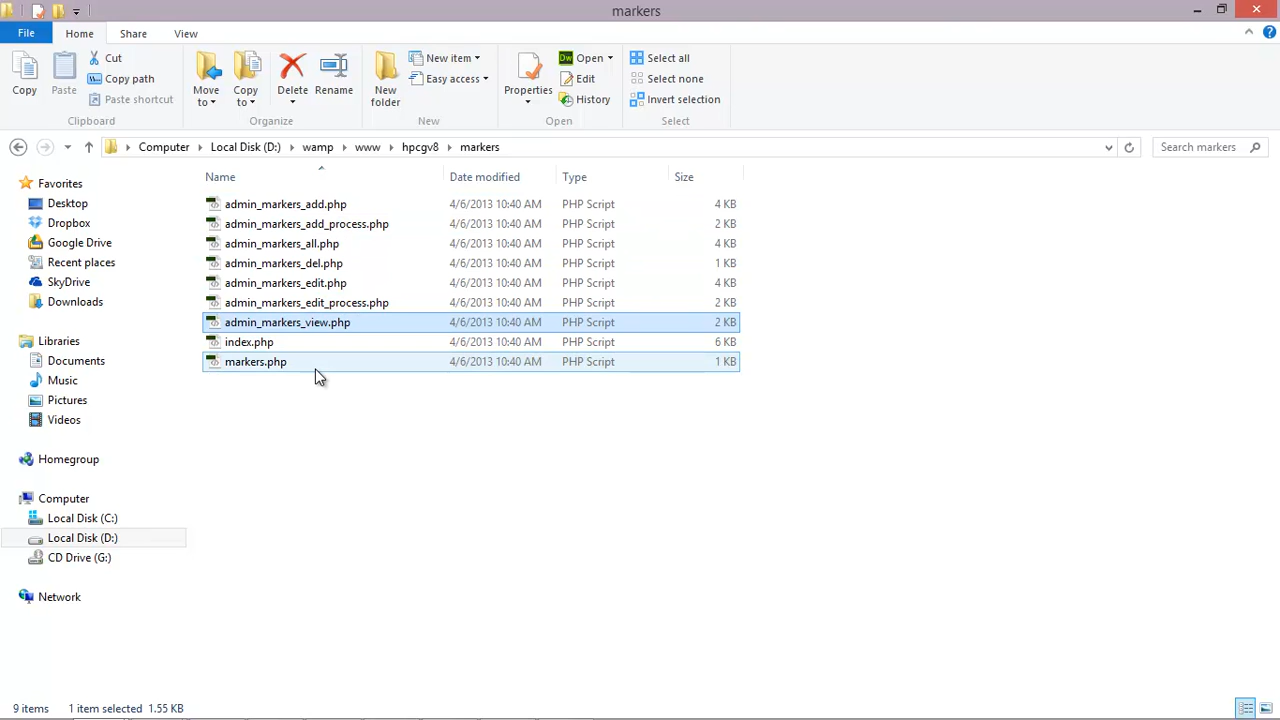 markers
File Home Share View
Copy
Paste
Cut
Copy path
Paste shortcut
Clipboard
Move to
Copy to
Delete
Rename
Organize
New folder
New item
Easy access
New
Properties
Open
Edit
History
Open
Select all
Select none
Invert selection
Select
Computer Local Disk (D:) wamp www hpcgv8 markers
Search markers
Name Date modified Type Size
admin_markers_add.php 4/6/2013 10:40 AM PHP Script 4 KB
admin_markers_add_process.php 4/6/2013 10:40 AM PHP Script 2 KB
admin_markers_all.php 4/6/2013 10:40 AM PHP Script 4 KB
admin_markers_del.php 4/6/2013 10:40 AM PHP Script 1 KB
admin_markers_edit.php 4/6/2013 10:40 AM PHP Script 4 KB
admin_markers_edit_process.php 4/6/2013 10:40 AM PHP Script 2 KB
admin_markers_view.php 4/6/2013 10:40 AM PHP Script 2 KB
index.php 4/6/2013 10:40 AM PHP Script 6 KB
markers.php 4/6/2013 10:40 AM PHP Script 1 KB
Favorites
Desktop
Dropbox
Google Drive
Recent places
SkyDrive
Downloads
Libraries
Documents
Music
Pictures
Videos
Homegroup
Computer
Local Disk (C:)
Local Disk (D:)
CD Drive (G:)
Network
9 items 1 item selected 1.55 KB